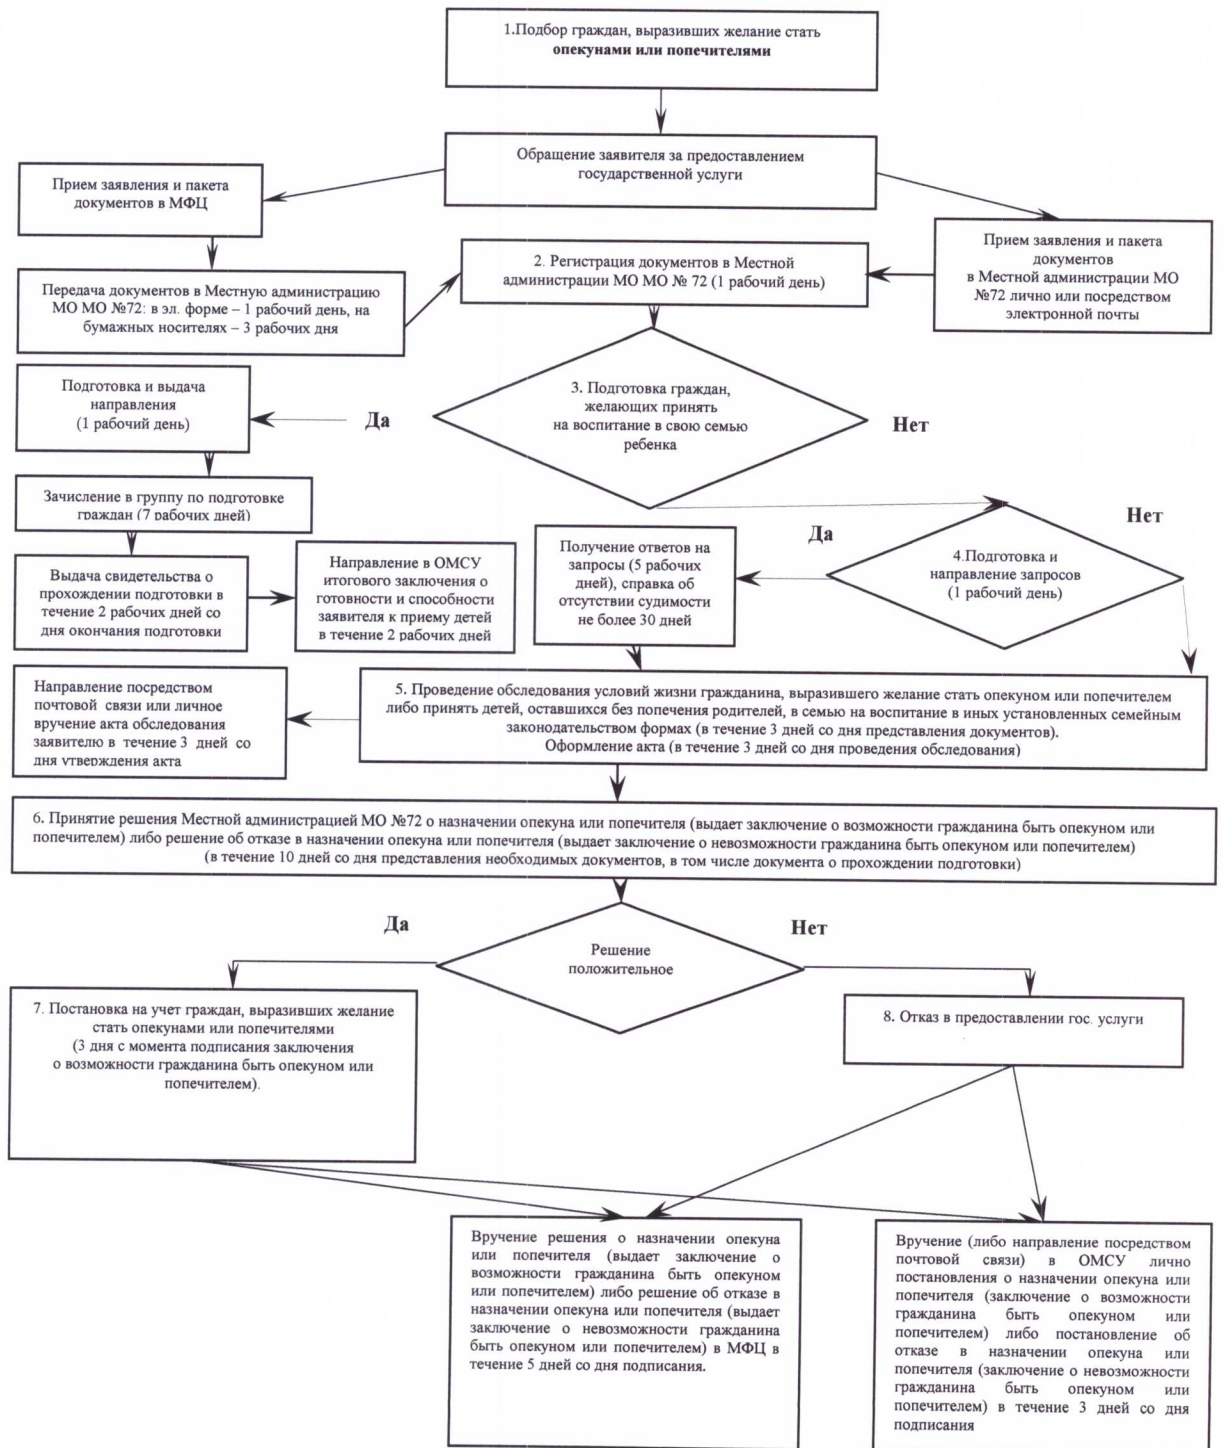 1.Подбор граждан, выразивших желание стать
опекунами или попечителями
Обращение заявителя за предоставлением
государственной услуги
Прием заявления и пакета
документов в МФЦ
Прием заявления и пакета
документов
в Местной администрации МО
№72 лично или посредством
электронной почты
2. Регистрация документов в Местной
администрации МО МО № 72 (1 рабочий день)
Передача документов в Местную администрацию
МО МО №72: в эл. форме – 1 рабочий день, на
бумажных носителях – 3 рабочих дня
3. Подготовка граждан,
желающих принять
на воспитание в свою семью
ребенка
Да
Нет
Подготовка и выдача
направления
(1 рабочий день)
Зачисление в группу по подготовке
граждан (7 рабочих дней)
Выдача свидетельства о
прохождении подготовки в
течение 2 рабочих дней со
дня окончания подготовки
Направление в ОМСУ
итогового заключения о
готовности и способности
заявителя к приему детей
в течение 2 рабочих дней
Получение ответов на
запросы (5 рабочих
дней), справка об
отсутствии судимости
не более 30 дней
Да
Нет
4.Подготовка и
направление запросов
(1 рабочий день)
Направление посредством
почтовой связи или личное
вручение акта обследования
заявителю в течение 3 дней со
дня утверждения акта
5. Проведение обследования условий жизни гражданина, выразившего желание стать опекуном или попечителем
либо принять детей, оставшихся без попечения родителей, в семью на воспитание в иных установленных семейным
законодательством формах (в течение 3 дней со дня представления документов).
Оформление акта (в течение 3 дней со дня проведения обследования)
6. Принятие решения Местной администрацией МО №72 о назначении опекуна или попечителя (выдает заключение о возможности гражданина быть опекуном или
попечителем) либо решение об отказе в назначении опекуна или попечителя (выдает заключение о невозможности гражданина быть опекуном или попечителем)
(в течение 10 дней со дня представления необходимых документов, в том числе документа о прохождении подготовки)
Да
Нет
Решение
положительное
7. Постановка на учет граждан, выразивших желание
стать опекунами или попечителями
(3 дня с момента подписания заключения
о возможности гражданина быть опекуном или
попечителем).
8. Отказ в предоставлении гос. услуги
Вручение решения о назначении опекуна
или попечителя (выдает заключение о
возможности гражданина быть опекуном
или попечителем) либо решение об отказе в
назначении опекуна или попечителя (выдает
заключение о невозможности гражданина
быть опекуном или попечителем) в МФЦ в
течение 5 дней со дня подписания.
Вручение (либо направление посредством
почтовой связи) в ОМСУ лично
постановления о назначении опекуна или
попечителя (заключение о возможности
гражданина быть опекуном или
попечителем) либо постановление об
отказе в назначении опекуна или
попечителя (заключение о невозможности
гражданина быть опекуном или
попечителем) в течение 3 дней со дня
подписания